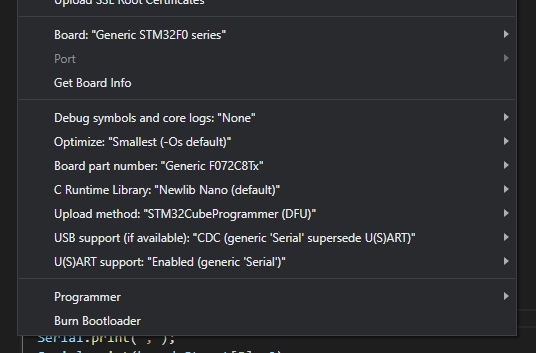 Upload SSL Root Certificates
Board: "Generic STM32F0 series"
Port
Get Board Info
Debug symbols and core logs: "None"
Optimize: "Smallest (-Os default)"
Board part number: "Generic F072C8Tx"
C Runtime Library: "Newlib Nano (default)"
Upload method: "STM32CubeProgrammer (DFU)"
USB support (if available): "CDC (generic 'Serial' supersede U(S)ART)"
U(S)ART support: "Enabled (generic 'Serial')"
Programmer
Burn Bootloader
Serial.print(